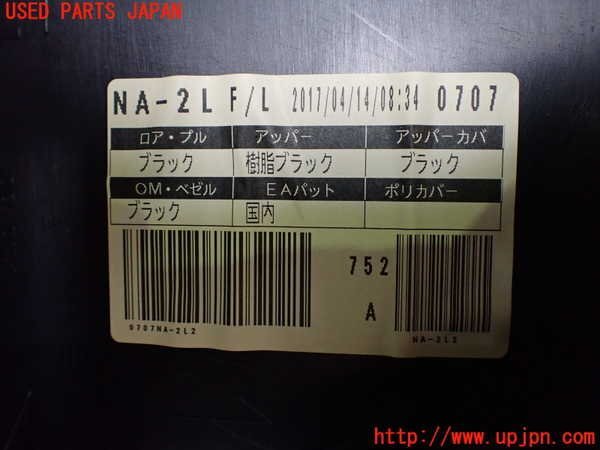 USED PARTS JAPAN
NA-2L F/L 2017/04/14/08:34 0707
ロア・プル アッパー アッパーカバ
ブラック 樹脂ブラック ブラック
OM・ベゼル EAパット ポリカバー
ブラック 国内
752
A
0707NA-2L2
NA-2L2
http://www.upjpn.com/